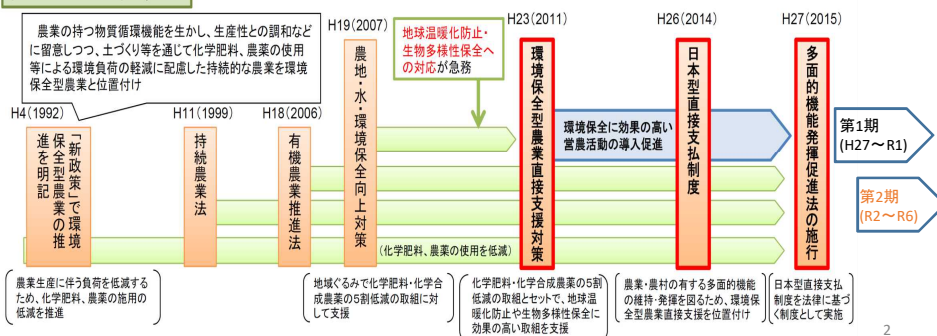 農業の持つ物質循環機能を生かし、生産性との調和など
に留意しつつ、土づくり等を通じて化学肥料、農薬の使用
等による環境負荷の軽減に配慮した持続的な農業を環境
保全型農業と位置付け
H4(1992)
「新政策」で環境
保全型農業の推
進を明記
H11(1999)
持続農業法
H18(2006)
有機農業推進法
H19(2007)
農地・水・環境保全向上対策
地球温暖化防止・
生物多様性保全へ
の対応が急務
H23(2011)
環境保全型農業直接支援対策
環境保全に効果の高い
営農活動の導入促進
H26(2014)
日本型直接支払制度
H27(2015)
多面的機能発揮促進法の施行
第1期
(H27～R1)
第2期
(R2～R6)
(化学肥料、農薬の使用を低減)
農業生産に伴う負荷を低減する
ため、化学肥料、農薬の施用の
低減を推進
地域ぐるみで化学肥料・化学合
成農薬の5割低減の取組に対
して支援
化学肥料・化学合成農薬の5割
低減の取組とセットで、地球温
暖化防止や生物多様性保全に
効果の高い取組を支援
農業・農村の有する多面的機能
の維持・発揮を図るため、環境保
全型農業直接支援を位置付け
日本型直接支払
制度を法律に基づ
く制度として実施
2